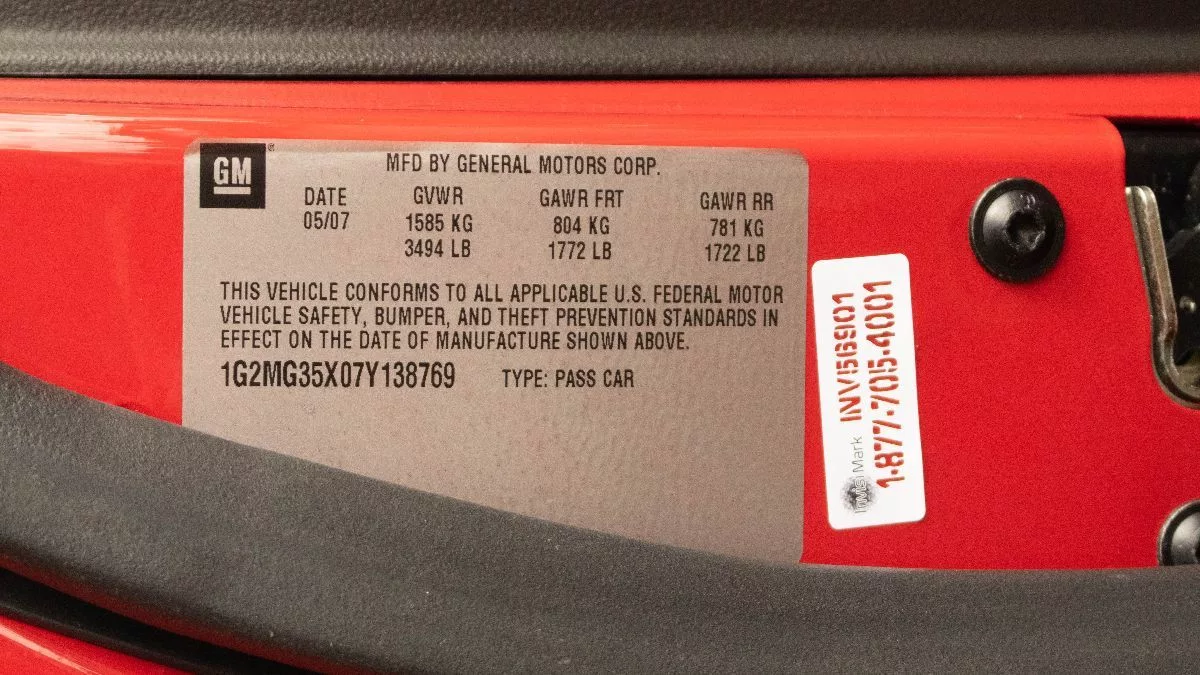 GM
MFD BY GENERAL MOTORS CORP.
DATE GVWR GAWR FRT GAWR RR
05/07 1585 KG 804 KG 781 KG
3494 LB 1772 LB 1722 LB
THIS VEHICLE CONFORMS TO ALL APPLICABLE U.S. FEDERAL MOTOR
VEHICLE SAFETY, BUMPER, AND THEFT PREVENTION STANDARDS IN
EFFECT ON THE DATE OF MANUFACTURE SHOWN ABOVE.
1G2MG35X07Y138769 TYPE: PASS CAR
InvisiMark INV56901
1-877-705-4001